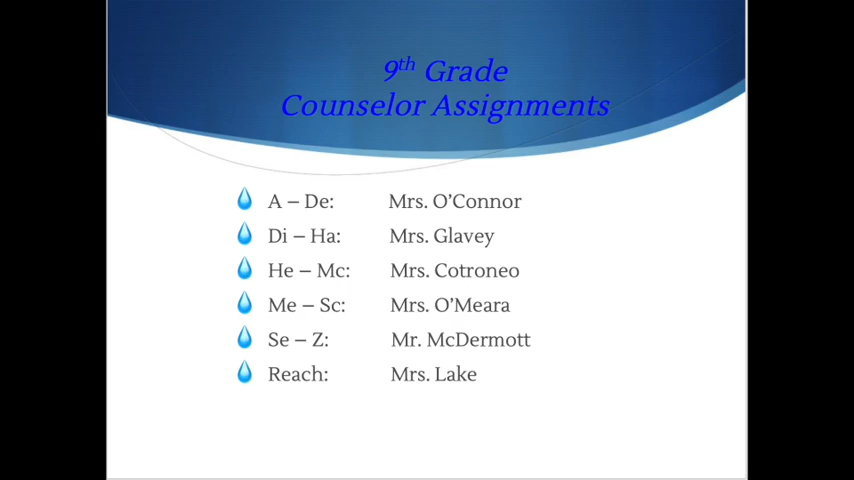 9th Grade
Counselor Assignments
A – De: Mrs. O’Connor
Di – Ha: Mrs. Glavey
He – Mc: Mrs. Cotroneo
Me – Sc: Mrs. O’Meara
Se – Z: Mr. McDermott
Reach: Mrs. Lake